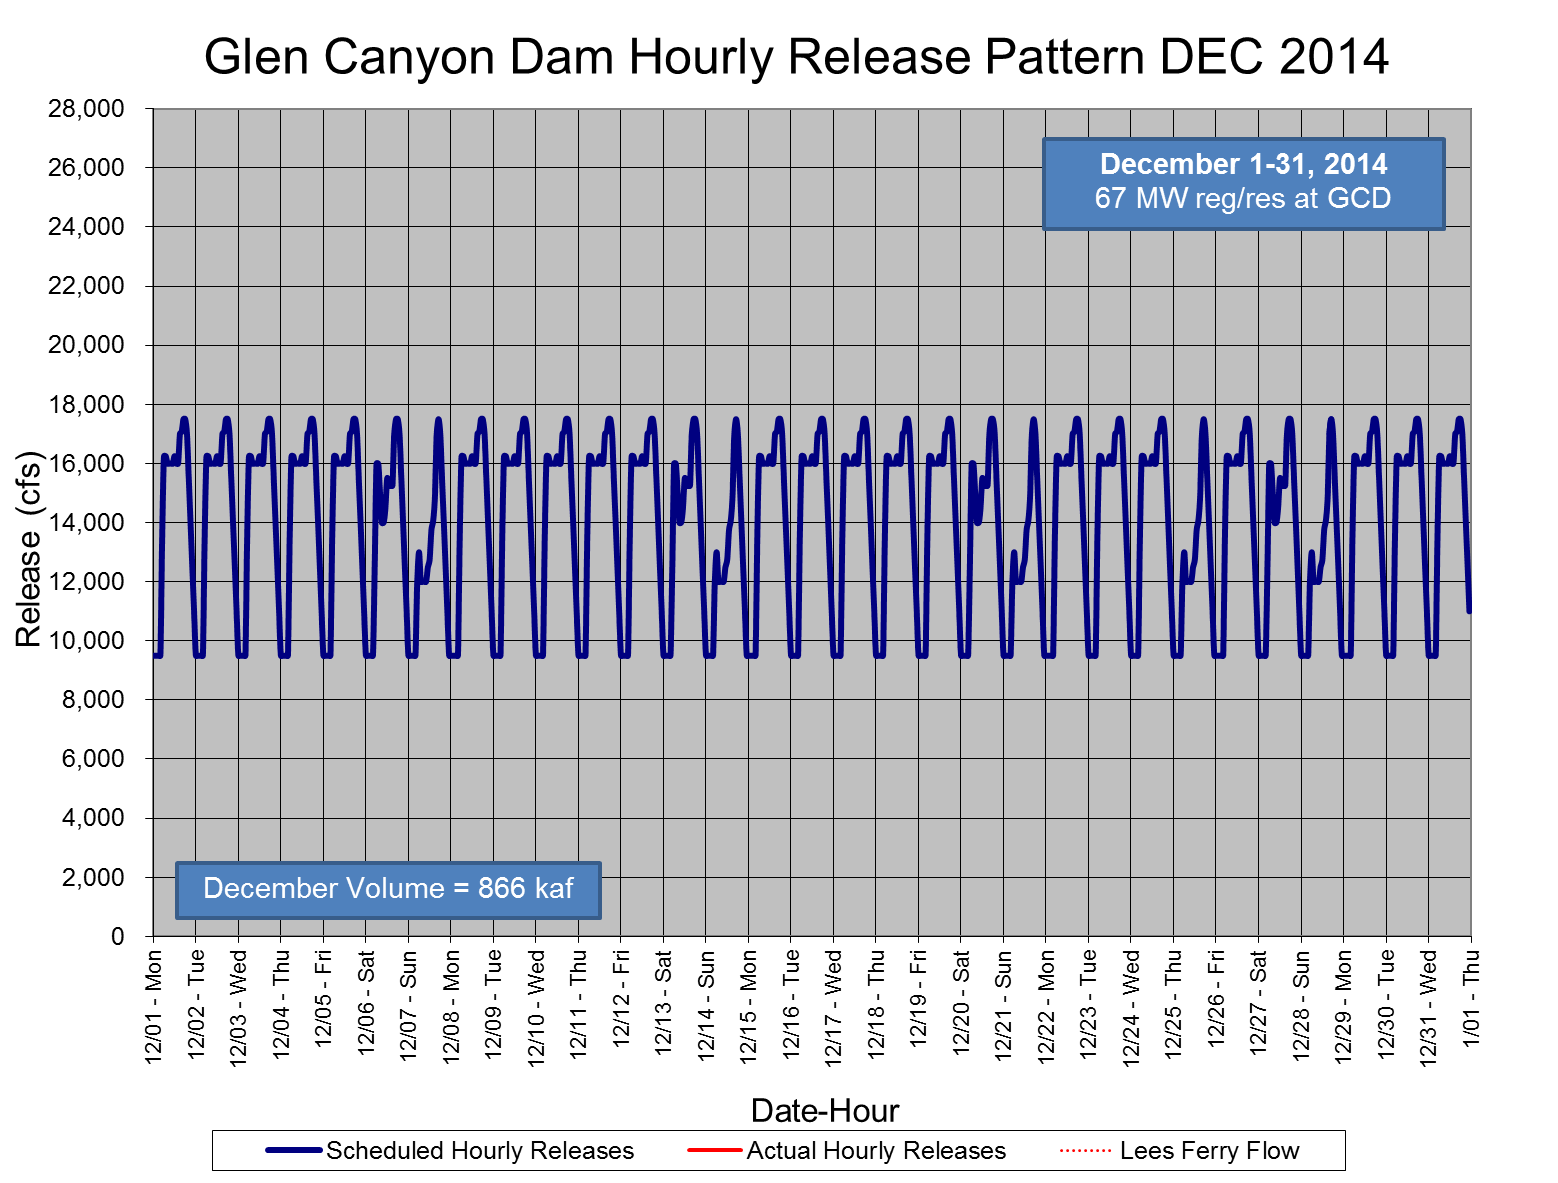 Glen Canyon Dam Hourly Release Pattern DEC 2014
28,000
26,000
24,000
22,000
20,000
18,000
16,000
14,000
12,000
10,000
8,000
6,000
4,000
2,000
0
Release (cfs)
December 1-31, 2014
67 MW reg/res at GCD
December Volume = 866 kaf
12/01 - Mon
12/02 - Tue
12/03 - Wed
12/04 - Thu
12/05 - Fri
12/06 - Sat
12/07 - Sun
12/08 - Mon
12/09 - Tue
12/10 - Wed
12/11 - Thu
12/12 - Fri
12/13 - Sat
12/14 - Sun
12/15 - Mon
12/16 - Tue
12/17 - Wed
12/18 - Thu
12/19 - Fri
12/20 - Sat
12/21 - Sun
12/22 - Mon
12/23 - Tue
12/24 - Wed
12/25 - Thu
12/26 - Fri
12/27 - Sat
12/28 - Sun
12/29 - Mon
12/30 - Tue
12/31 - Wed
1/01 - Thu
Date-Hour
Scheduled Hourly Releases
Actual Hourly Releases
Lees Ferry Flow